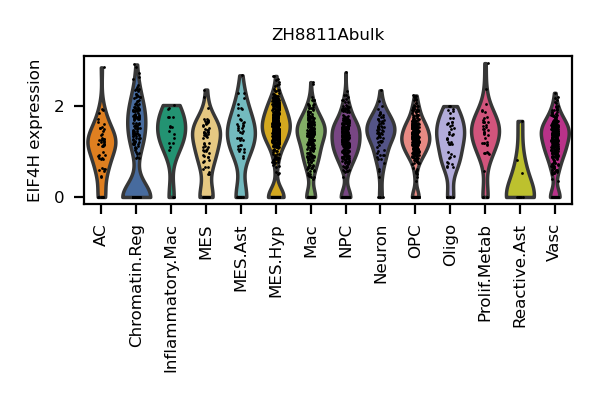 ZH8811Abulk
EIF4H expression
2
0
AC
Chromatin.Reg
Inflammatory.Mac
MES
MES.Ast
MES.Hyp
Mac
NPC
Neuron
OPC
Oligo
Prolif.Metab
Reactive.Ast
Vasc